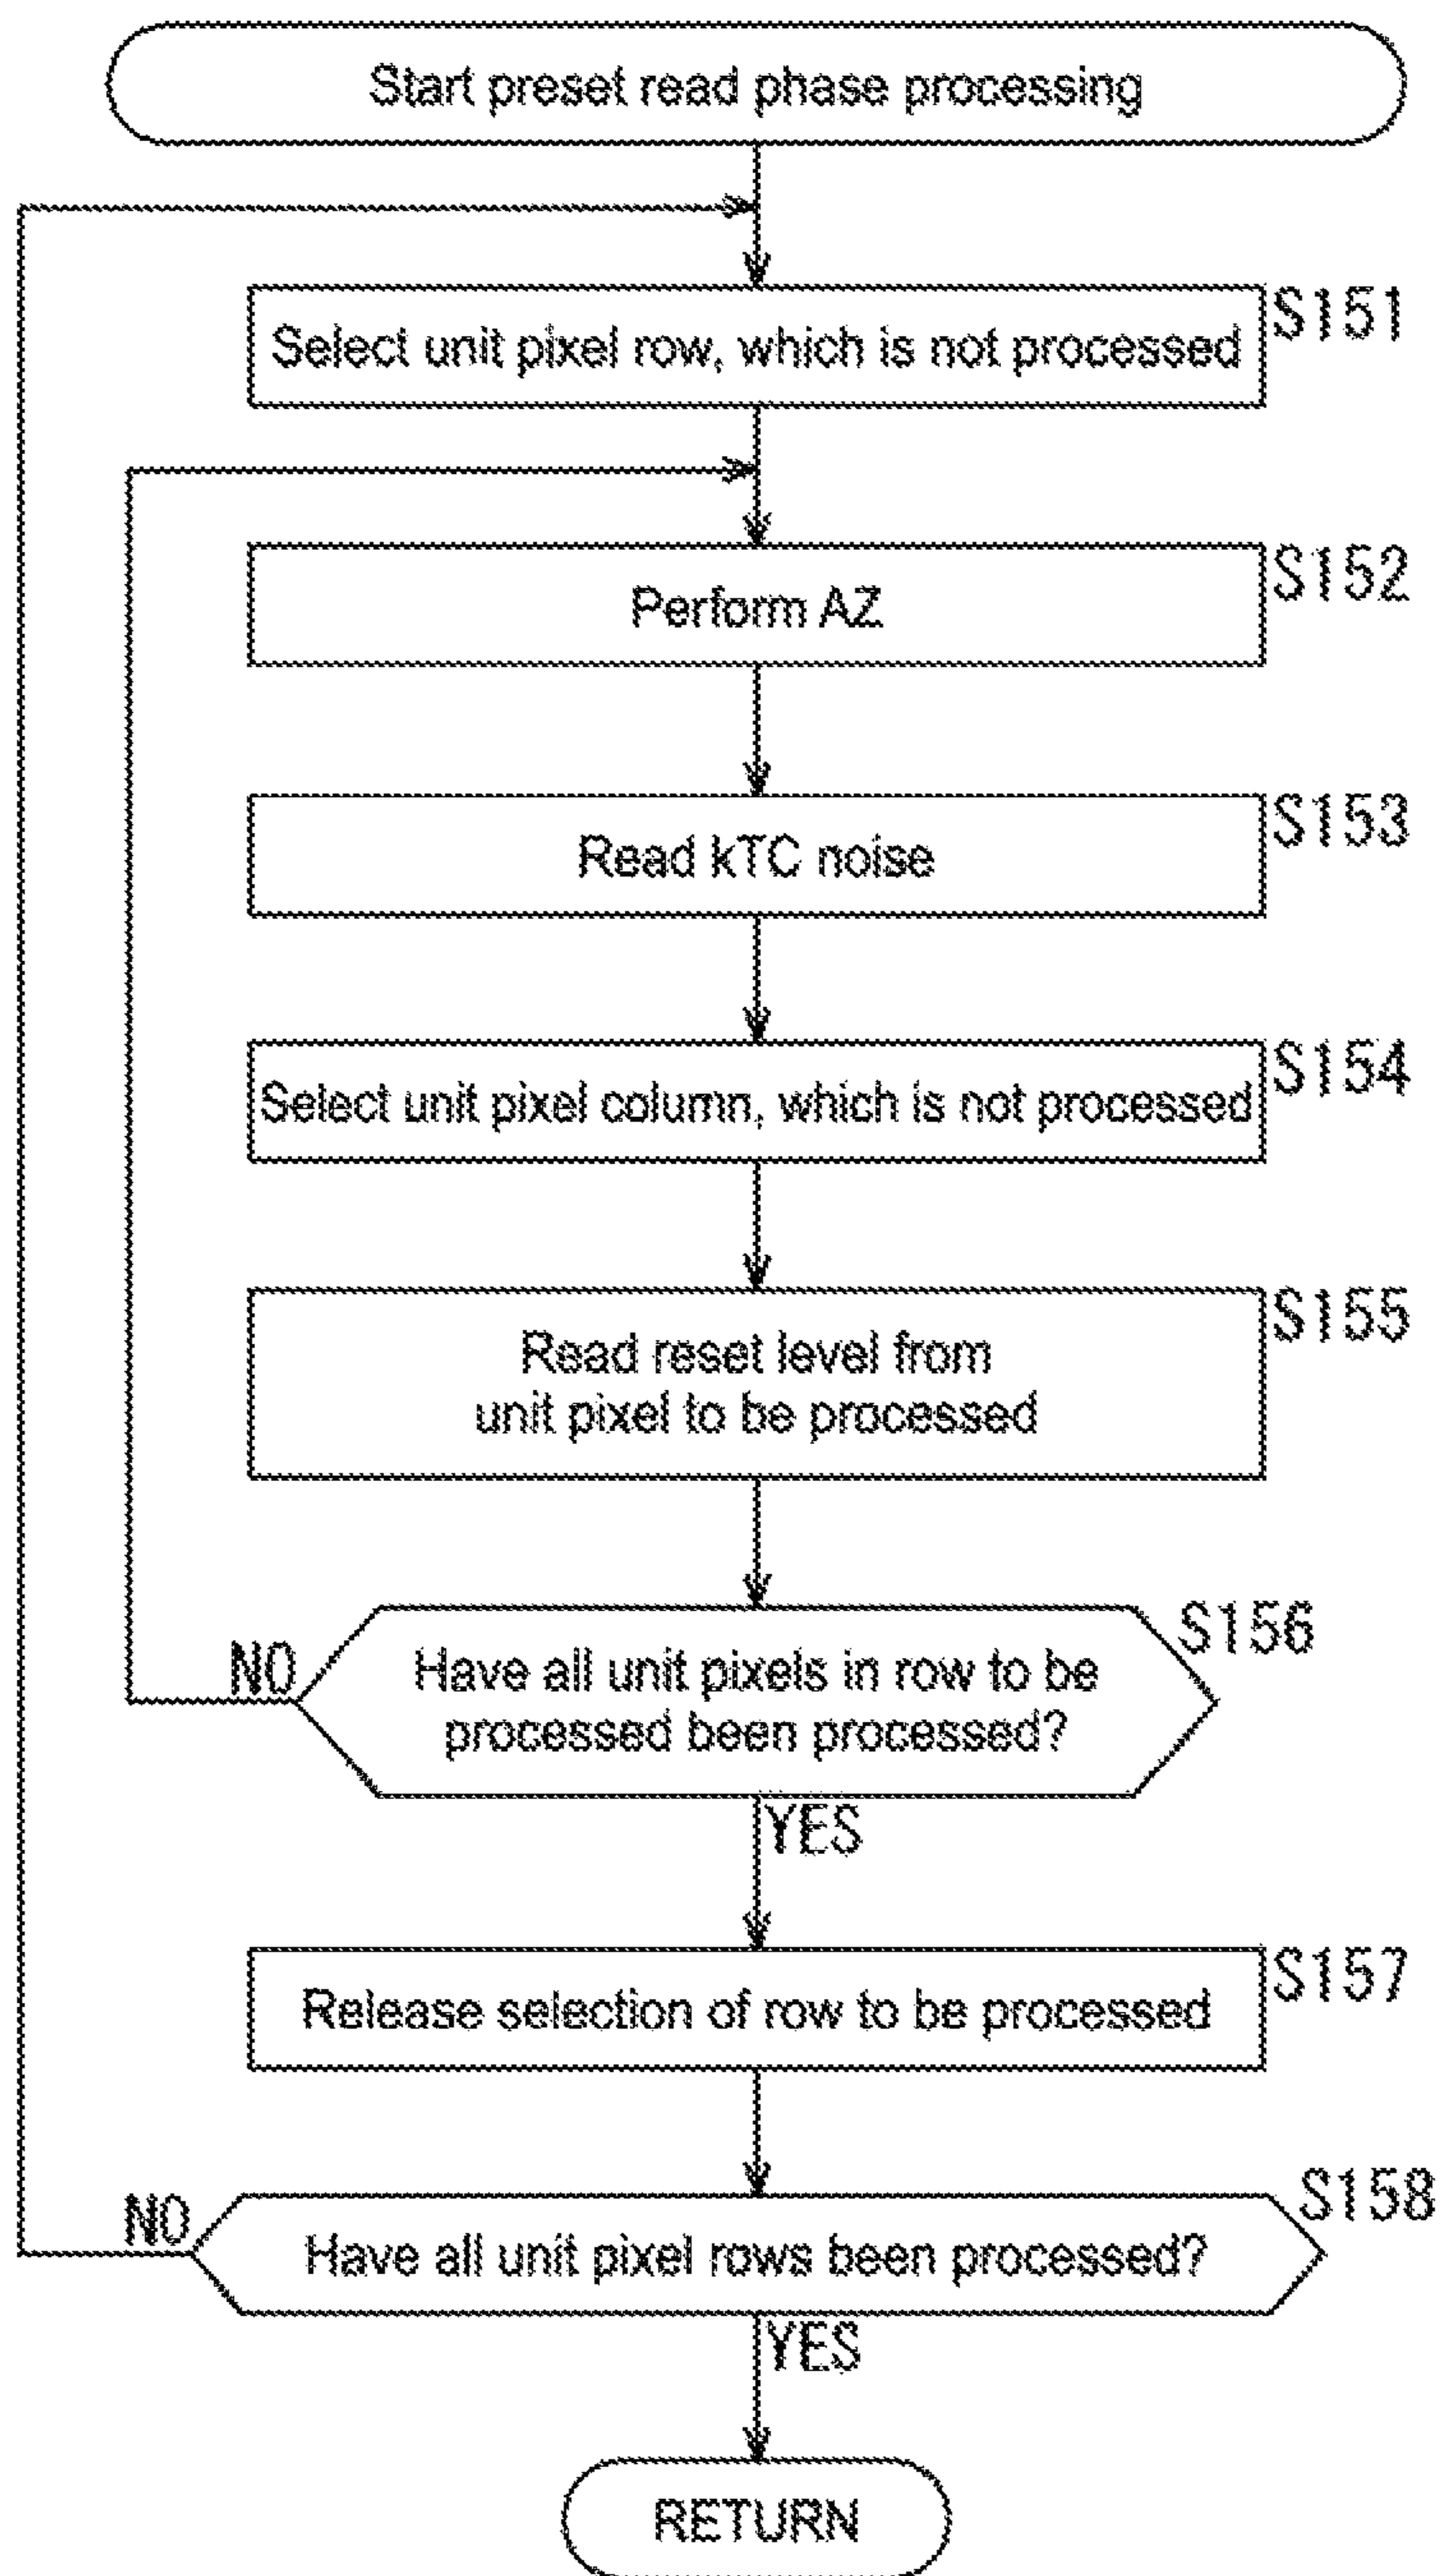 Start preset read phase processing
Select unit pixel row, which is not processed
S151
Perform AZ
S152
Read kTC noise
S153
Select unit pixel column, which is not processed
S154
Read reset level from
unit pixel to be processed
S155
Have all unit pixels in row to be
processed been processed?
S156
NO
YES
Release selection of row to be processed
S157
Have all unit pixel rows been processed?
S158
NO
YES
RETURN